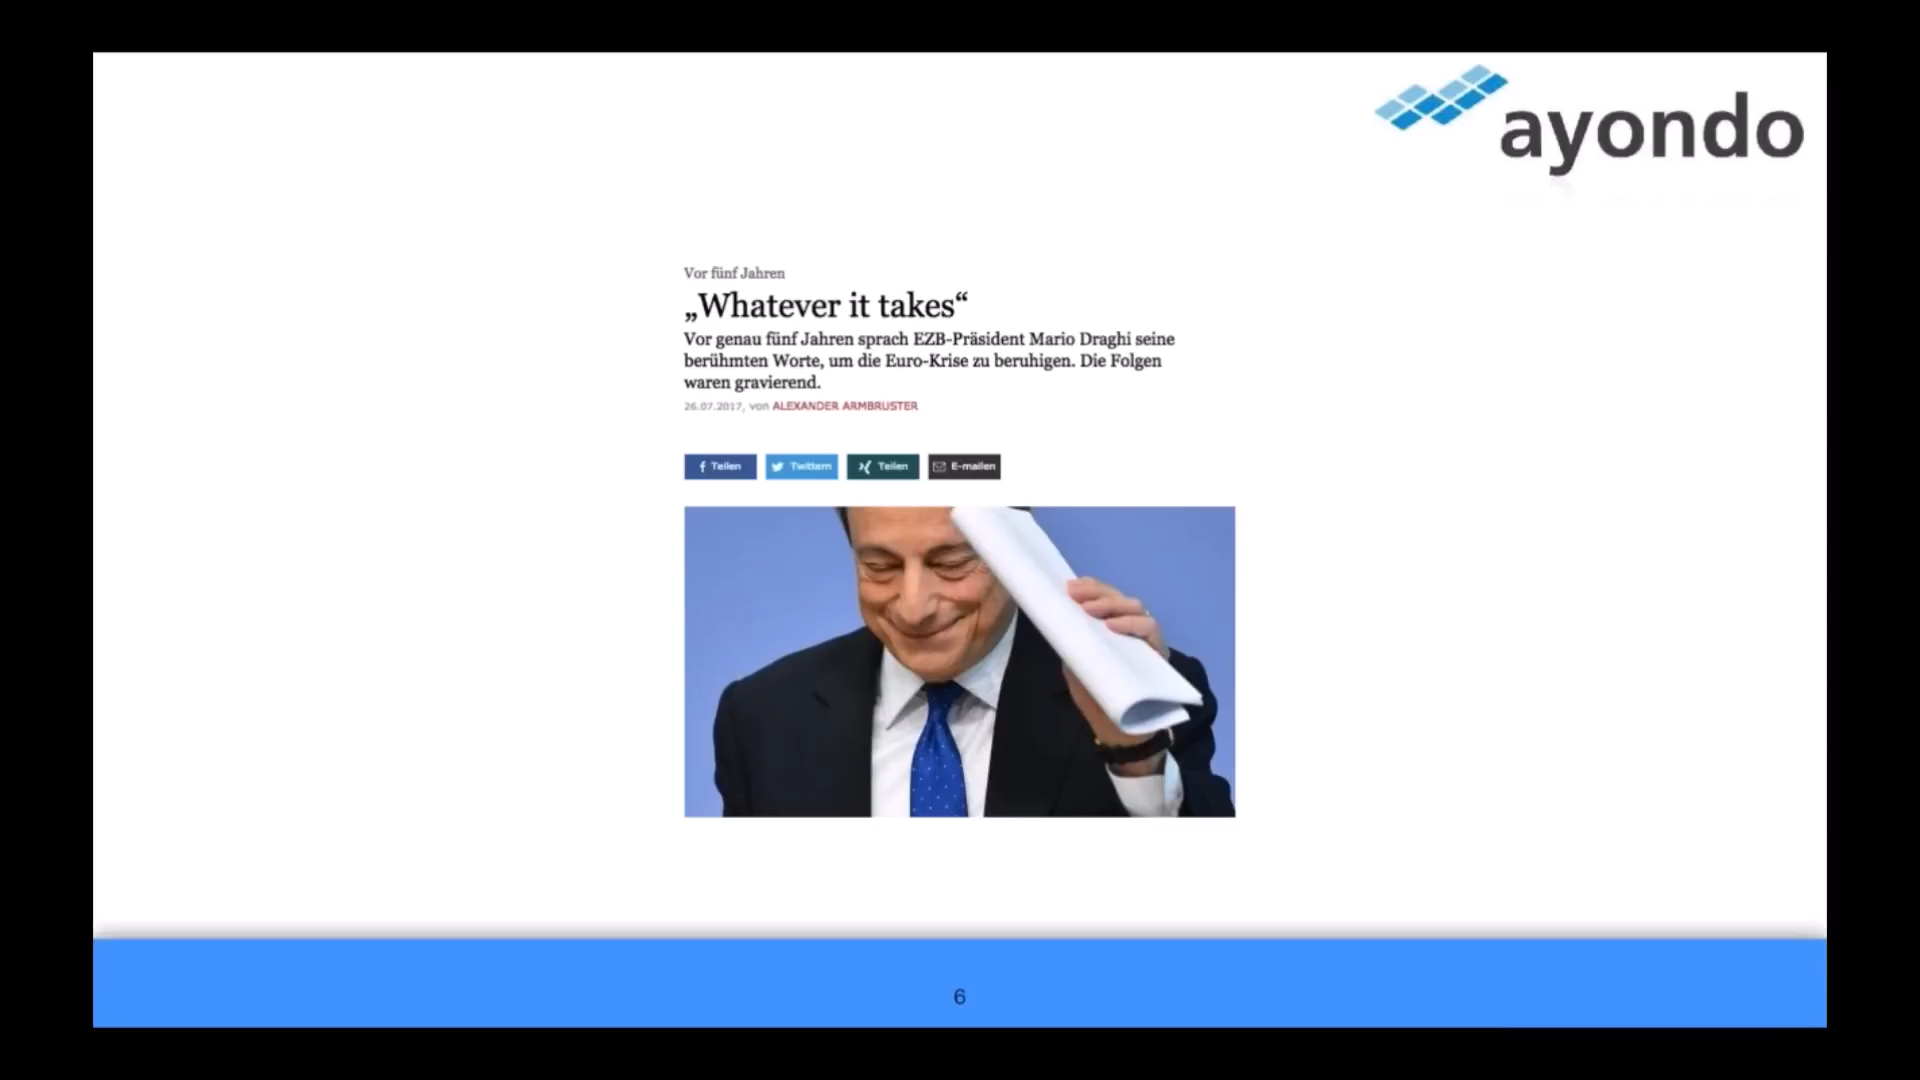 ayondo
Vor fünf Jahren
„Whatever it takes“
Vor genau fünf Jahren sprach EZB-Präsident Mario Draghi seine
berühmten Worte, um die Euro-Krise zu beruhigen. Die Folgen
waren gravierend.
26.07.2017, von ALEXANDER ARMBRUSTER
Teilen Twittern Teilen E-mailen
6